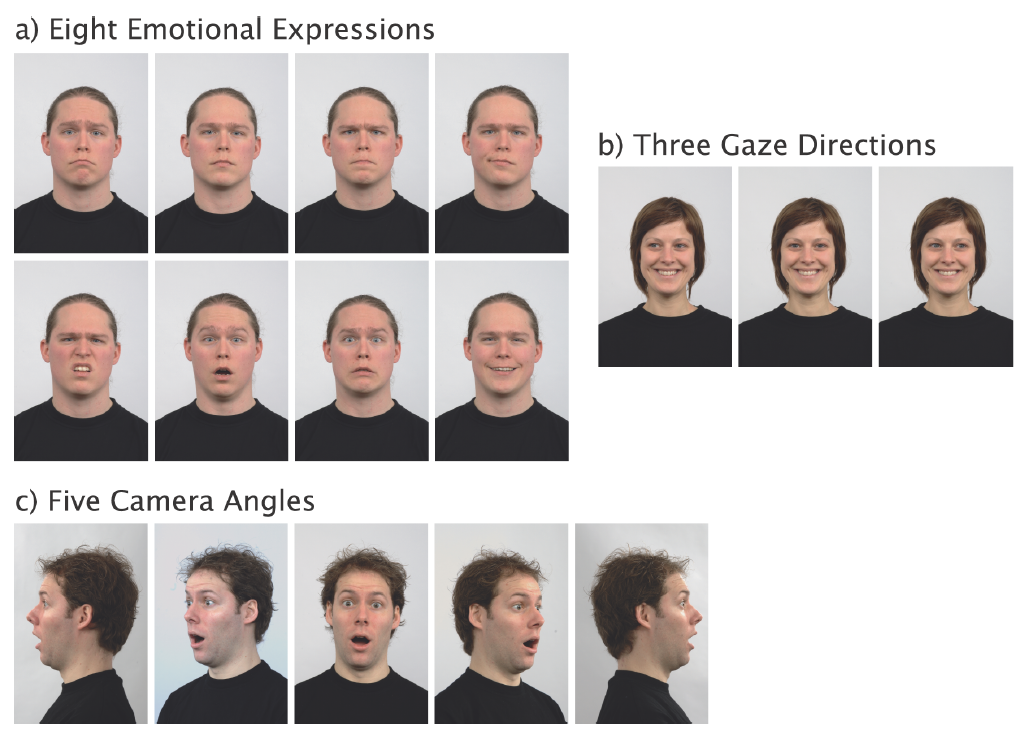 a) Eight Emotional Expressions
b) Three Gaze Directions
c) Five Camera Angles